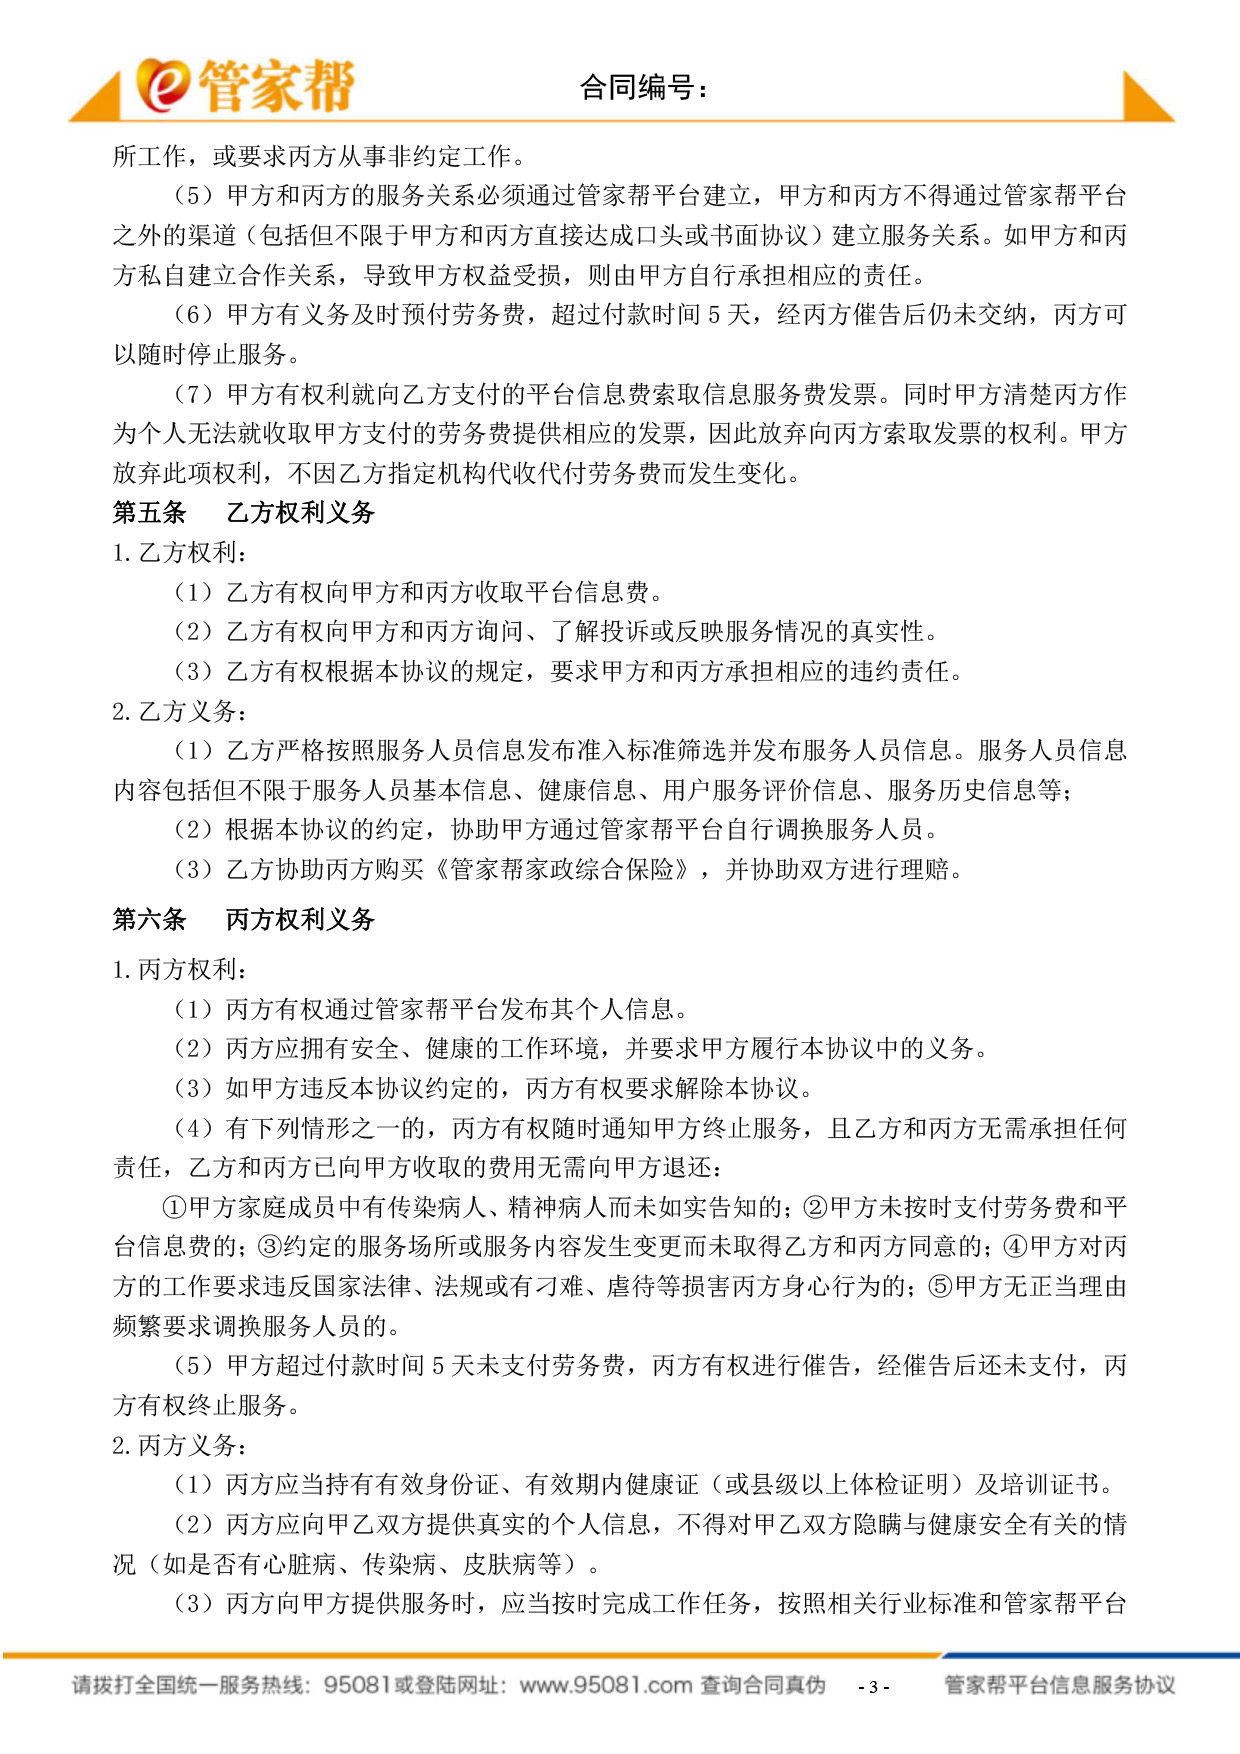 管家帮
合同编号：
所工作，或要求丙方从事非约定工作。
（5）甲方和丙方的服务关系必须通过管家帮平台建立，甲方和丙方不得通过管家帮平台
之外的渠道（包括但不限于甲方和丙方直接达成口头或书面协议）建立服务关系。如甲方和丙
方私自建立合作关系，导致甲方权益受损，则由甲方自行承担相应的责任。
（6）甲方有义务及时预付劳务费，超过付款时间 5 天，经丙方催告后仍未交纳，丙方可
以随时停止服务。
（7）甲方有权利就向乙方支付的平台信息费索取信息服务费发票。同时甲方清楚丙方作
为个人无法就收取甲方支付的劳务费提供相应的发票，因此放弃向丙方索取发票的权利。甲方
放弃此项权利，不因乙方指定机构代收代付劳务费而发生变化。
第五条 乙方权利义务
1.乙方权利：
（1）乙方有权向甲方和丙方收取平台信息费。
（2）乙方有权向甲方和丙方询问、了解投诉或反映服务情况的真实性。
（3）乙方有权根据本协议的规定，要求甲方和丙方承担相应的违约责任。
2.乙方义务：
（1）乙方严格按照服务人员信息发布准入标准筛选并发布服务人员信息。服务人员信息
内容包括但不限于服务人员基本信息、健康信息、用户服务评价信息、服务历史信息等；
（2）根据本协议的约定，协助甲方通过管家帮平台自行调换服务人员。
（3）乙方协助丙方购买《管家帮家政综合保险》，并协助双方进行理赔。
第六条 丙方权利义务
1.丙方权利：
（1）丙方有权通过管家帮平台发布其个人信息。
（2）丙方应拥有安全、健康的工作环境，并要求甲方履行本协议中的义务。
（3）如甲方违反本协议约定的，丙方有权要求解除本协议。
（4）有下列情形之一的，丙方有权随时通知甲方终止服务，且乙方和丙方无需承担任何
责任，乙方和丙方已向甲方收取的费用无需向甲方退还：
①甲方家庭成员中有传染病人、精神病人而未如实告知的；②甲方未按时支付劳务费和平
台信息费的；③约定的服务场所或服务内容发生变更而未取得乙方和丙方同意的；④甲方对丙
方的工作要求违反国家法律、法规或有刁难、虐待等损害丙方身心行为的；⑤甲方无正当理由
频繁要求调换服务人员的。
（5）甲方超过付款时间 5 天未支付劳务费，丙方有权进行催告，经催告后还未支付，丙
方有权终止服务。
2.丙方义务：
（1）丙方应当持有有效身份证、有效期内健康证（或县级以上体检证明）及培训证书。
（2）丙方应向甲乙双方提供真实的个人信息，不得对甲乙双方隐瞒与健康安全有关的情
况（如是否有心脏病、传染病、皮肤病等）。
（3）丙方向甲方提供服务时，应当按时完成工作任务，按照相关行业标准和管家帮平台
请拨打全国统一服务热线：95081或登陆网址：www.95081.com 查询合同真伪 - 3 - 管家帮平台信息服务协议